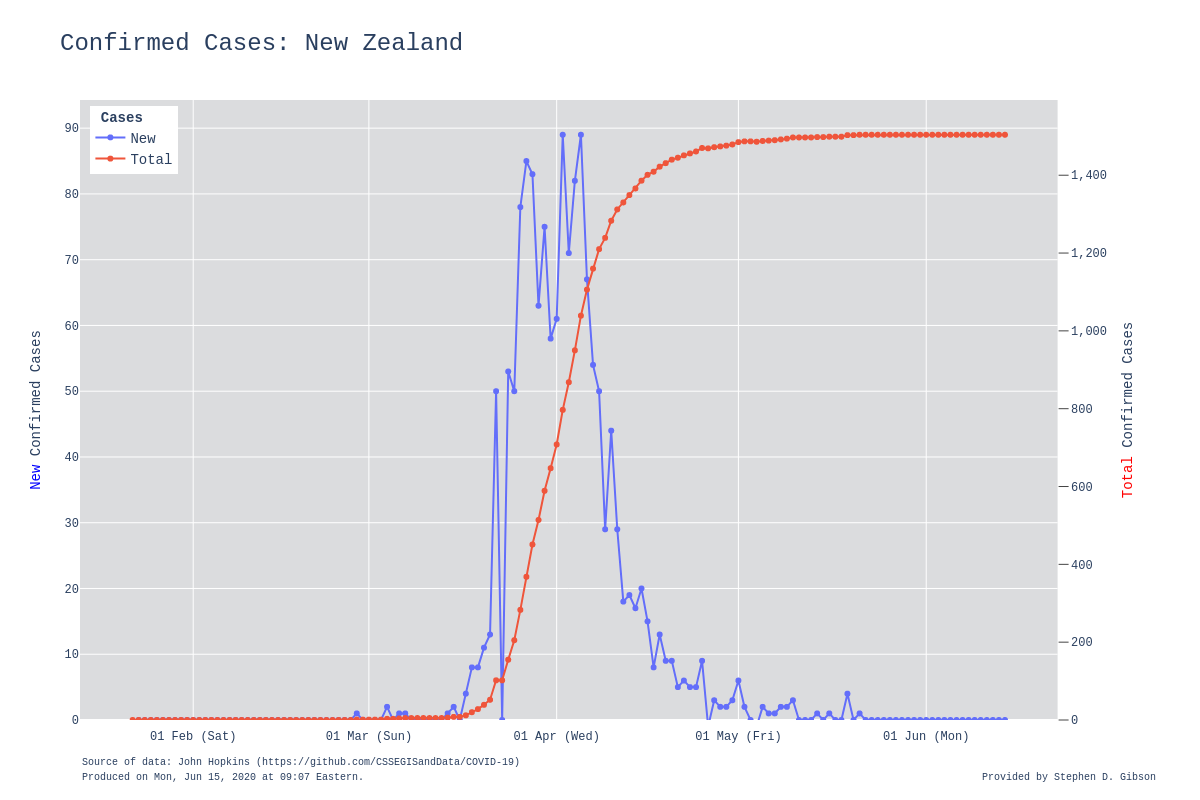 Confirmed Cases: New Zealand
Cases
New
Total
90
80
70
60
50
40
30
20
10
0
New Confirmed Cases
1,400
1,200
1,000
800
600
400
200
0
Total Confirmed Cases
01 Feb (Sat)
01 Mar (Sun)
01 Apr (Wed)
01 May (Fri)
01 Jun (Mon)
Source of data: John Hopkins (https://github.com/CSSEGISandData/COVID-19)
Produced on Mon, Jun 15, 2020 at 09:07 Eastern.
Provided by Stephen D. Gibson